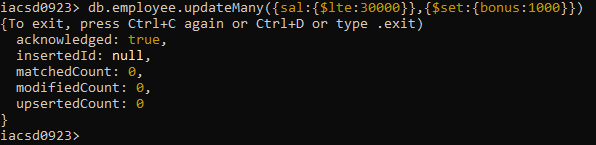 iacsd0923> db.employee.updateMany({sal:{$lte:30000}},{$set:{bonus:1000}})
{To exit, press Ctrl+C again or Ctrl+D or type .exit)
  acknowledged: true,
  insertedId: null,
  matchedCount: 0,
  modifiedCount: 0,
  upsertedCount: 0
}
iacsd0923>